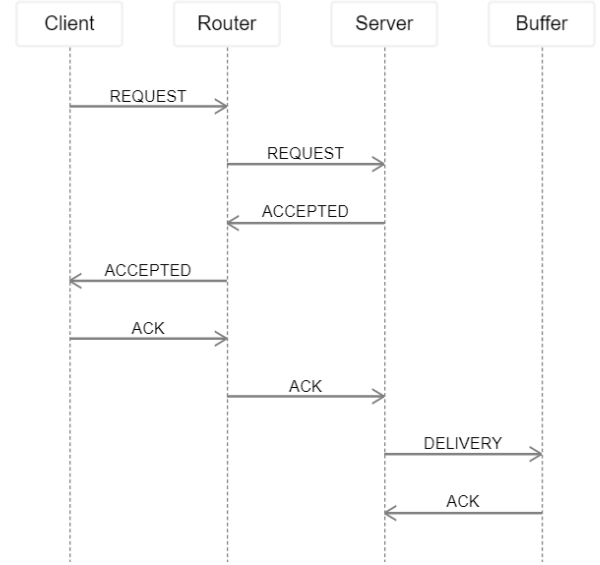 Client Router Server Buffer
REQUEST
REQUEST
ACCEPTED
ACCEPTED
ACK
ACK
DELIVERY
ACK